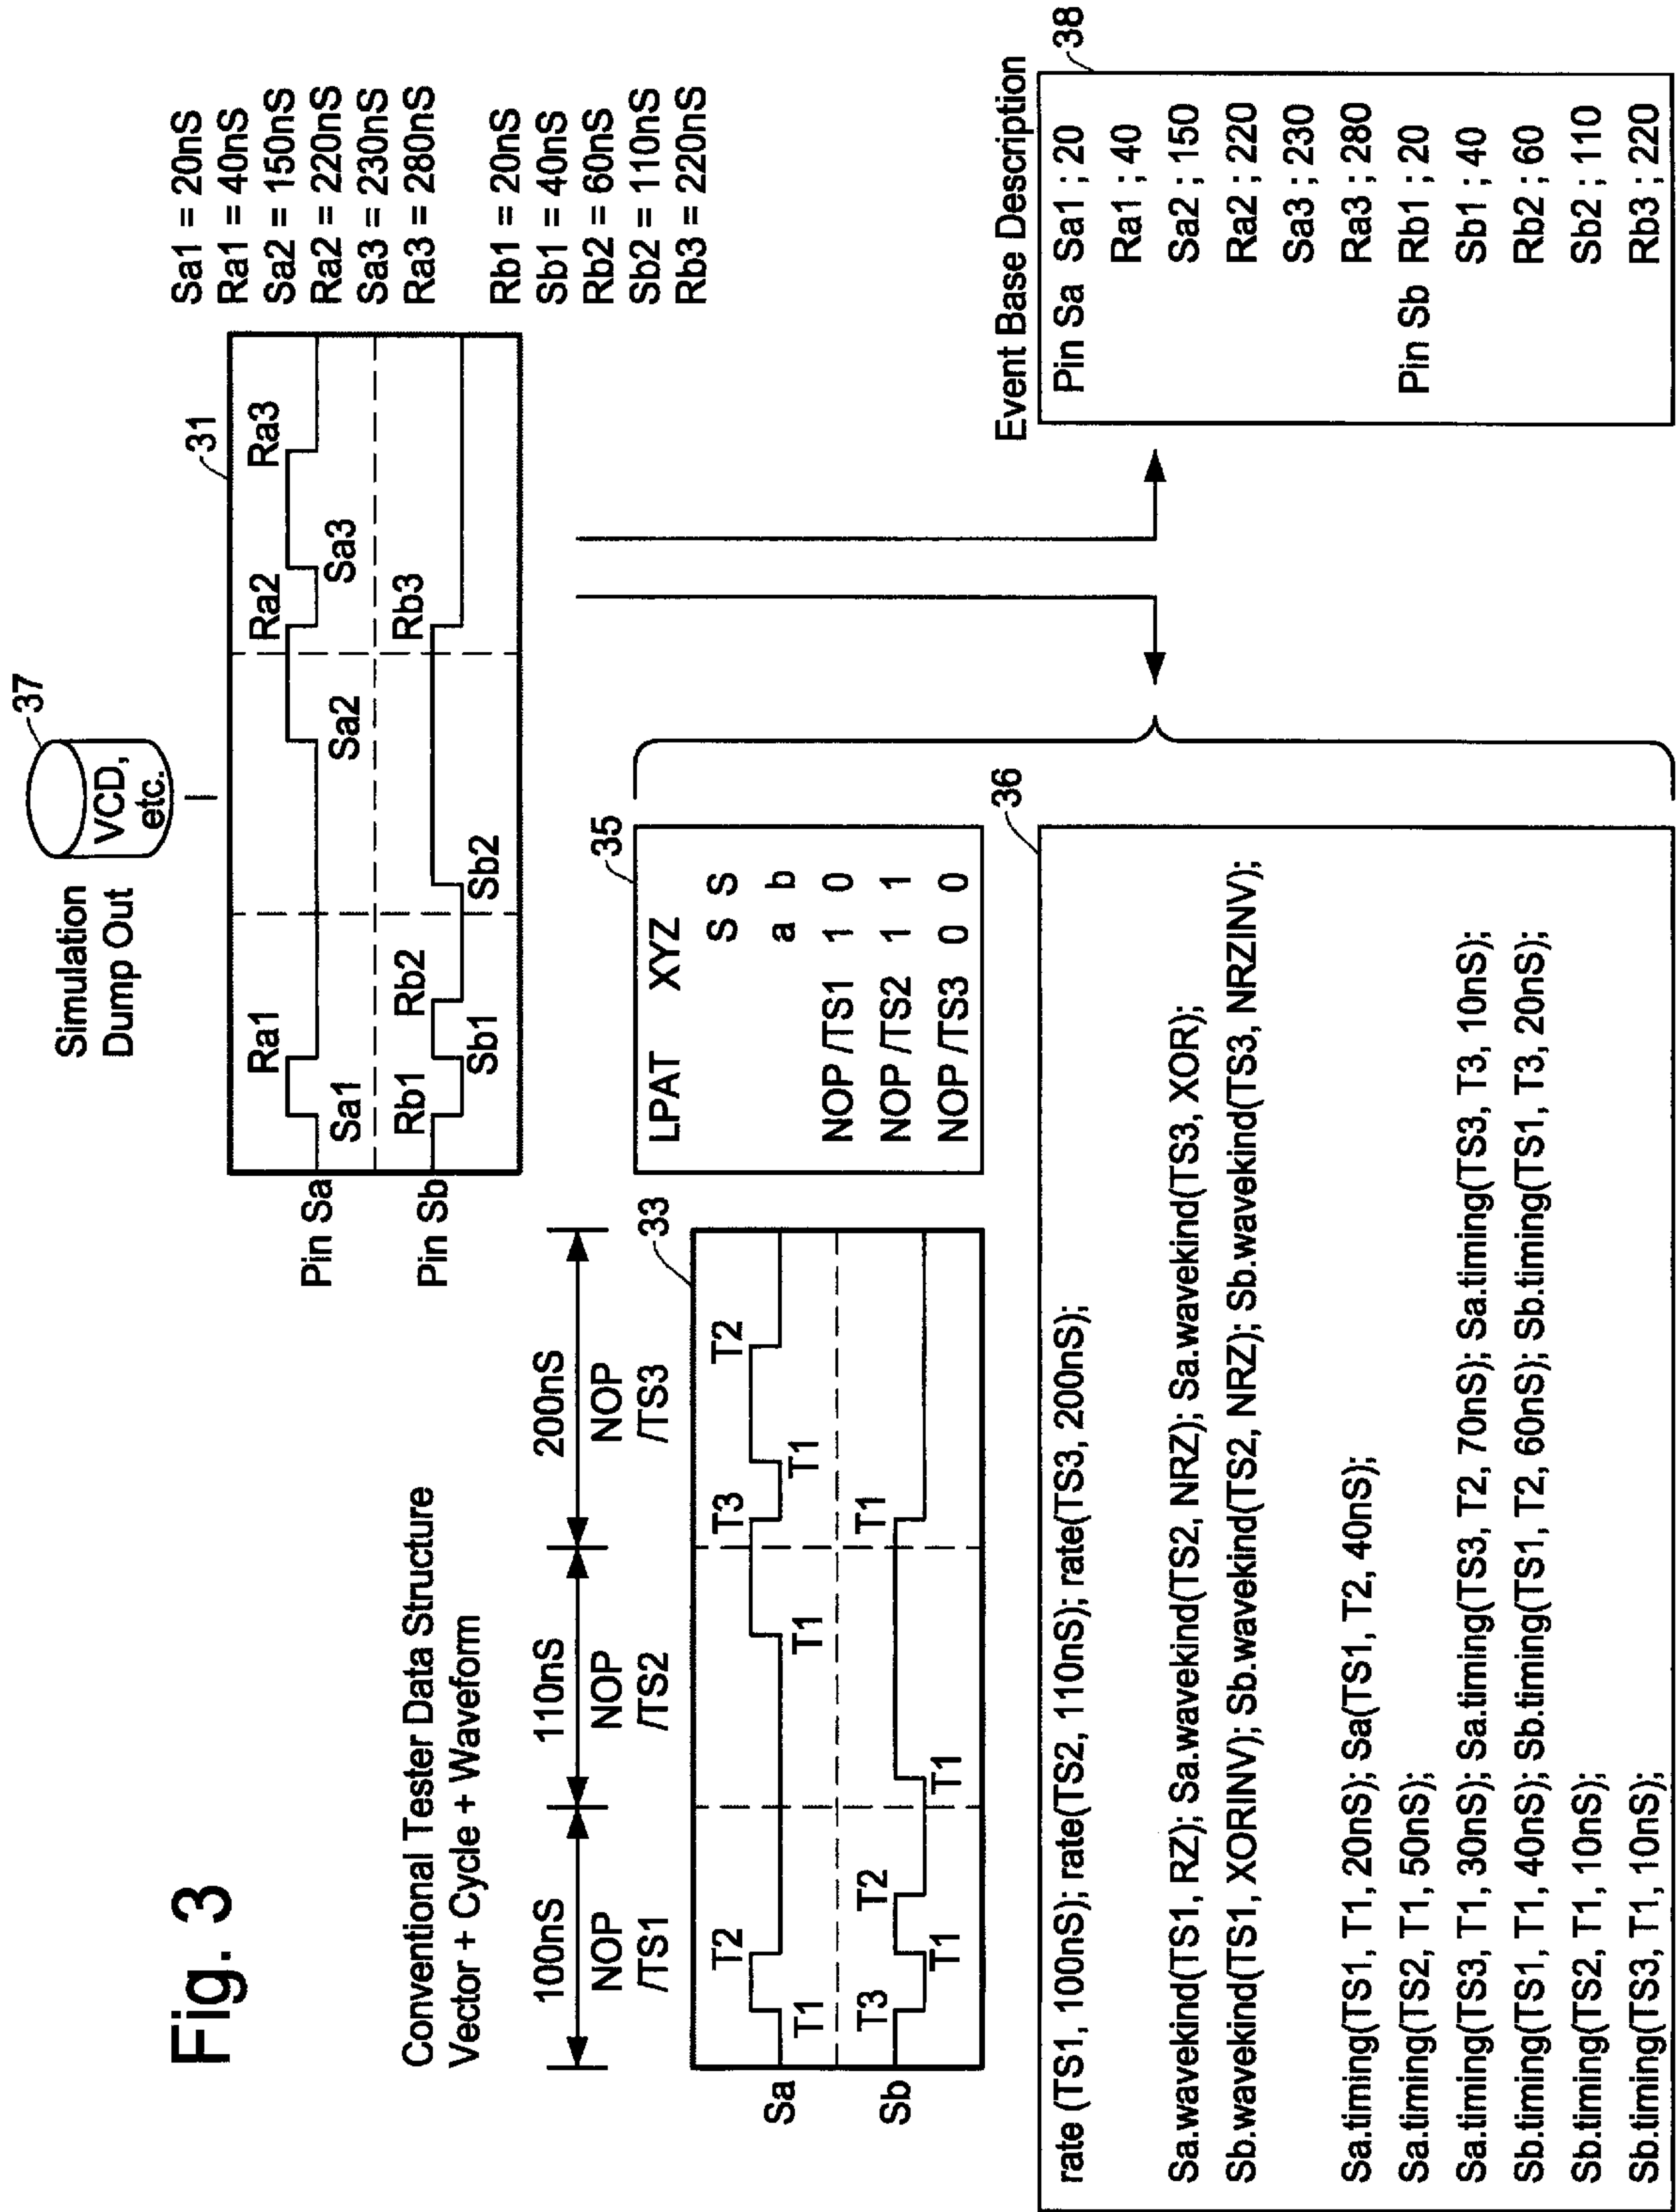 Fig. 3
Simulation
Dump Out
VCD,
etc.
37
31
Pin Sa
Sa1
Ra1
Sa2
Ra2
Sa3
Ra3
Pin Sb
Rb1
Sb1
Rb2
Sb2
Rb3
Sa1 = 20nS
Ra1 = 40nS
Sa2 = 150nS
Ra2 = 220nS
Sa3 = 230nS
Ra3 = 280nS
Rb1 = 20nS
Sb1 = 40nS
Rb2 = 60nS
Sb2 = 110nS
Rb3 = 220nS
Conventional Tester Data Structure
Vector + Cycle + Waveform
100nS
NOP
/TS1
110nS
NOP
/TS2
200nS
NOP
/TS3
33
Sa
T1
T2
T1
T3
T1
T2
Sb
T3
T1
T2
T1
T1
35
LPAT XYZ
S S
a b
NOP /TS1 1 0
NOP /TS2 1 1
NOP /TS3 0 0
36
rate (TS1, 100nS); rate(TS2, 110nS); rate(TS3, 200nS);
Sa.wavekind(TS1, RZ); Sa.wavekind(TS2, NRZ); Sa.wavekind(TS3, XOR);
Sb.wavekind(TS1, XORINV); Sb.wavekind(TS2, NRZ); Sb.wavekind(TS3, NRZINV);
Sa.timing(TS1, T1, 20nS); Sa(TS1, T2, 40nS);
Sa.timing(TS2, T1, 50nS);
Sa.timing(TS3, T1, 30nS); Sa.timing(TS3, T2, 70nS); Sa.timing(TS3, T3, 10nS);
Sb.timing(TS1, T1, 40nS); Sb.timing(TS1, T2, 60nS); Sb.timing(TS1, T3, 20nS);
Sb.timing(TS2, T1, 10nS);
Sb.timing(TS3, T1, 10nS);
Event Base Description
38
Pin Sa Sa1 ; 20
Ra1 ; 40
Sa2 ; 150
Ra2 ; 220
Sa3 ; 230
Ra3 ; 280
Pin Sb Rb1 ; 20
Sb1 ; 40
Rb2 ; 60
Sb2 ; 110
Rb3 ; 220